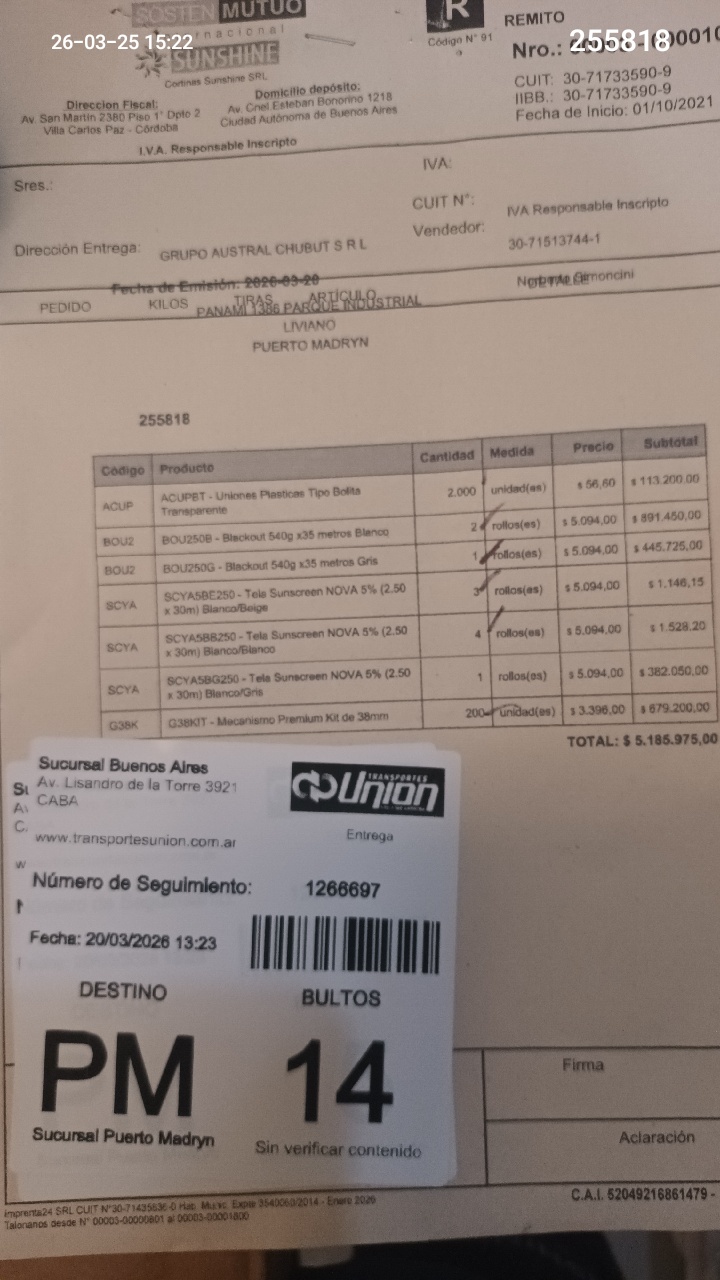 SOSTEN MUTUO
SUNSHINE
Cortinas Sunshine SRL
Direccion Fiscal:
Av. San Martin 2380 Piso 1° Dpto 2
Villa Carlos Paz - Córdoba
Domicilio depósito:
Av. Cnel Esteban Bonorino 1218
Ciudad Autónoma de Buenos Aires
I.V.A. Responsable Inscripto
26-03-25 15:22
R
Código N° 91
REMITO
Nro.:
255818
CUIT: 30-71733590-9
IIBB.: 30-71733590-9
Fecha de Inicio: 01/10/2021
Sres.:
IVA:
CUIT N°:
IVA Responsable Inscripto
Dirección Entrega: GRUPO AUSTRAL CHUBUT S R L
Vendedor:
30-71513744-1
Fecha de Emisión: 2026-03-20
Simoncini
PEDIDO KILOS TIRAS ARTÍCULO
PANAMÍ 1386 PARQUE INDUSTRIAL
LIVIANO
PUERTO MADRYN
255818
Código Producto Cantidad Medida Precio Subtotal
ACUP ACUPBT - Uniones Plasticas Tipo Bolita Transparente 2.000 unidad(es) $ 56,60 $ 113.200,00
BOU2 BOU250B - Blackout 540g x35 metros Blanco 2 rollos(es) $ 5.094,00 $ 891.450,00
BOU2 BOU250G - Blackout 540g x35 metros Gris 1 rollos(es) $ 5.094,00 $ 445.725,00
SCYA SCYA5BE250 - Tela Sunscreen NOVA 5% (2.50 x 30m) Blanco/Beige 3 rollos(es) $ 5.094,00 $ 1.146,15
SCYA SCYA5BB250 - Tela Sunscreen NOVA 5% (2.50 x 30m) Blanco/Blanco 4 rollos(es) $ 5.094,00 $ 1.528,20
SCYA SCYA5BG250 - Tela Sunscreen NOVA 5% (2.50 x 30m) Blanco/Gris 1 rollos(es) $ 5.094,00 $ 382.050,00
G38K G38KIT - Mecanismo Premium Kit de 38mm 200 unidad(es) $ 3.396,00 $ 679.200,00
TOTAL: $ 5.185.975,00
Sucursal Buenos Aires
Av. Lisandro de la Torre 3921
CABA
www.transportesunion.com.ar
TRANSPORTES
Union
Entrega
Número de Seguimiento: 1266697
Fecha: 20/03/2026 13:23
DESTINO
BULTOS
PM
14
Sucursal Puerto Madryn
Sin verificar contenido
Firma
Aclaración
C.A.I. 52049216861479 -